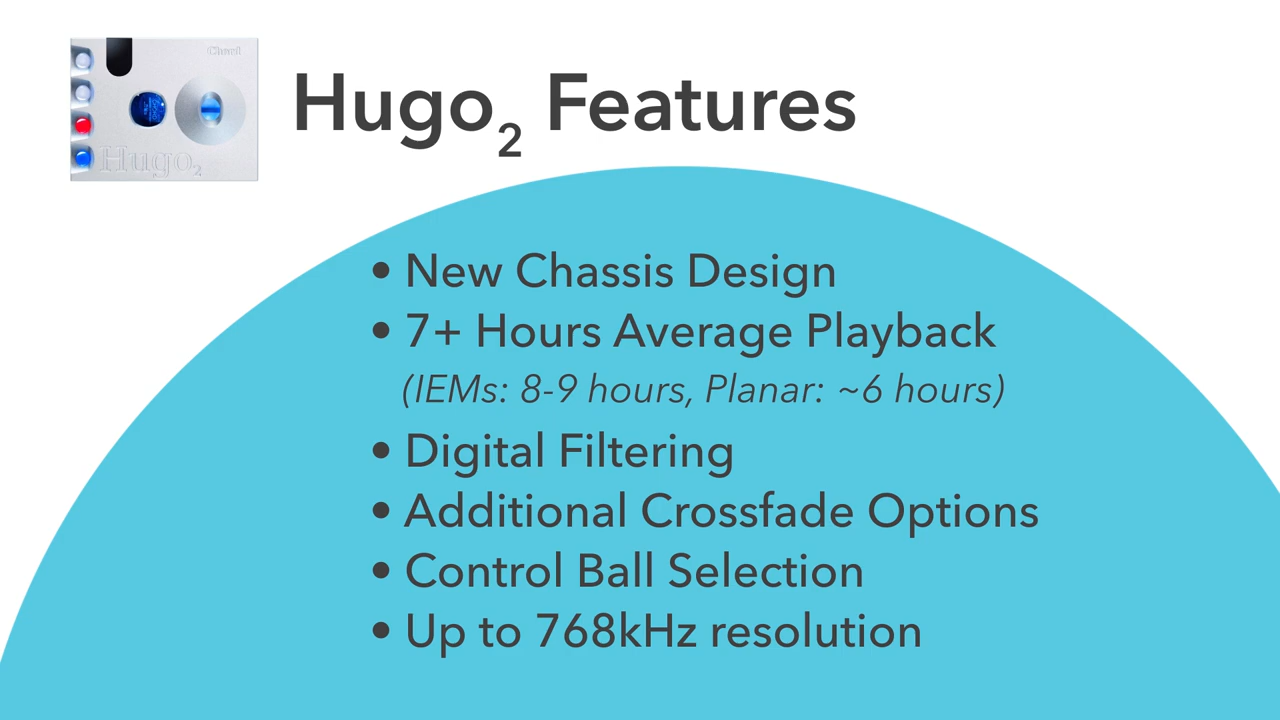 Chord
Hugo2
Hugo2 Features
• New Chassis Design
• 7+ Hours Average Playback
(IEMs: 8-9 hours, Planar: ~6 hours)
• Digital Filtering
• Additional Crossfade Options
• Control Ball Selection
• Up to 768kHz resolution